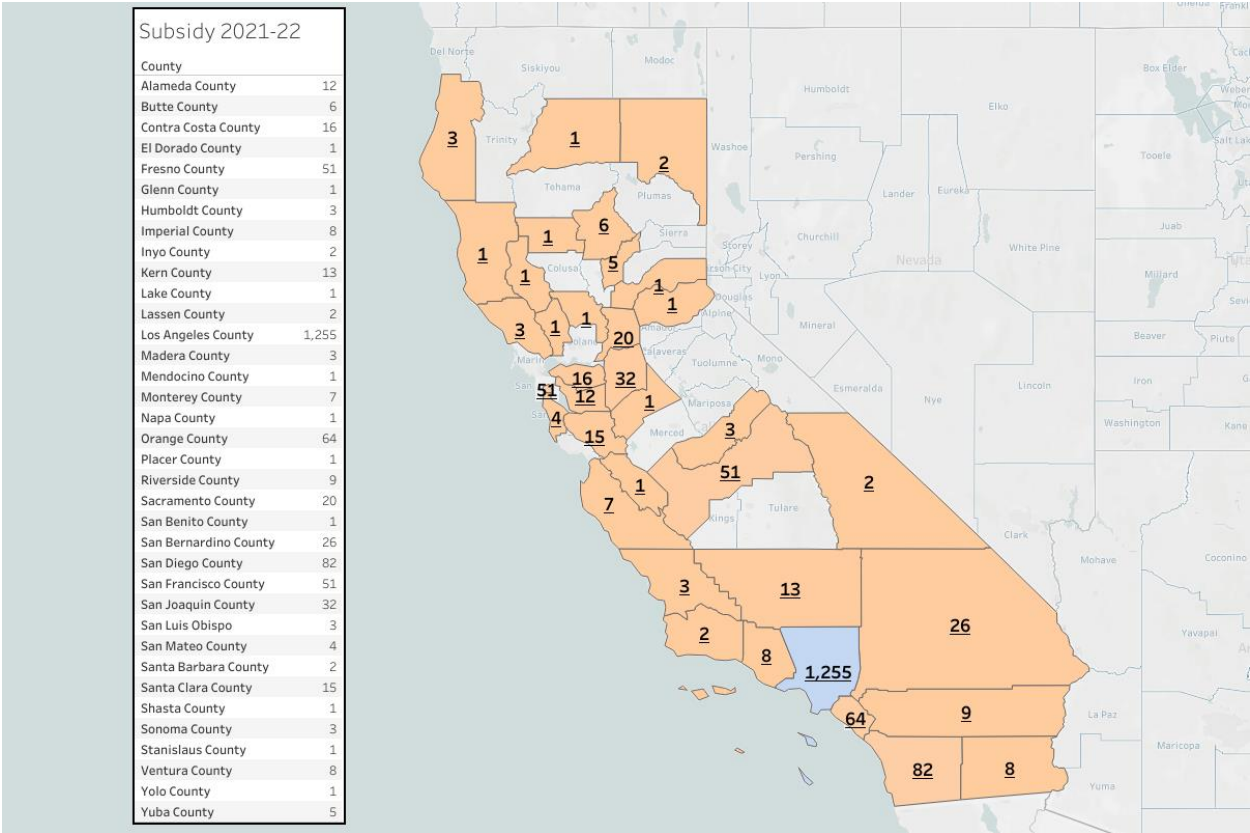 Subsidy 2021-22
County
Alameda County 12
Butte County 6
Contra Costa County 16
El Dorado County 1
Fresno County 51
Glenn County 1
Humboldt County 3
Imperial County 8
Inyo County 2
Kern County 13
Lake County 1
Lassen County 2
Los Angeles County 1,255
Madera County 3
Mendocino County 1
Monterey County 7
Napa County 1
Orange County 64
Placer County 1
Riverside County 9
Sacramento County 20
San Benito County 1
San Bernardino County 26
San Diego County 82
San Francisco County 51
San Joaquin County 32
San Luis Obispo 3
San Mateo County 4
Santa Barbara County 2
Santa Clara County 15
Shasta County 1
Sonoma County 3
Stanislaus County 1
Ventura County 8
Yolo County 1
Yuba County 5
Del Norte
Siskiyou
Modoc
Humboldt
Elko
Box Elder
3
Trinity
1
2
Washoe
Pershing
Tooele
Salt Lak
Tehama
Plumas
Lander
Eureka
6
Sierra
Storey
Churchill
White Pine
Juab
1
1
1
Colusa
5
Lyon
Nevada
Millard
1
1
Douglas
Alpine
Mineral
3
1
1
20
Calaveras
Tuolumne
Mono
Beaver
Piute
Marin
16
32
51
12
1
Mariposa
Esmeralda
Nye
Lincoln
Iron
Washington
Kane
4
15
Merced
3
1
51
2
7
Kings
Tulare
Clark
Mohave
Coconino
3
13
26
Yavapai
2
8
1,255
64
9
La Paz
Maricopa
82
8
Yuma